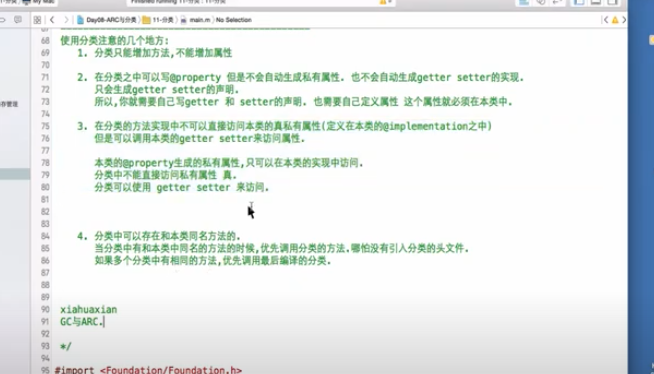 Finished running 11-分类 : 11-分类
Day08-ARC与分类 11-分类 main.m No Selection
68 使用分类注意的几个地方:
69 1. 分类只能增加方法,不能增加属性
70
71 2. 在分类之中可以写@property 但是不会自动生成私有属性. 也不会自动生成getter setter的实现.
72 只会生成getter setter的声明.
73 所以,你就需要自己写getter 和 setter的声明. 也需要自己定义属性 这个属性就必须在本类中.
74
75 3. 在分类的方法实现中不可以直接访问本类的真私有属性(定义在本类的@implementation之中)
76 但是可以调用本类的getter setter来访问属性.
77
78 本类的@property生成的私有属性,只可以在本类的实现中访问.
79 分类中不能直接访问私有属性 真.
80 分类可以使用 getter setter 来访问.
81
82
83
84 4. 分类中可以存在和本类同名方法的.
85 当分类中有和本类中同名的方法的时候,优先调用分类的方法.哪怕没有引入分类的头文件.
86 如果多个分类中有相同的方法,优先调用最后编译的分类.
87
88
89
90 xiahuaxian
91 GC与ARC.
92
93 */
94
95 #import <Foundation/Foundation.h>
存管理